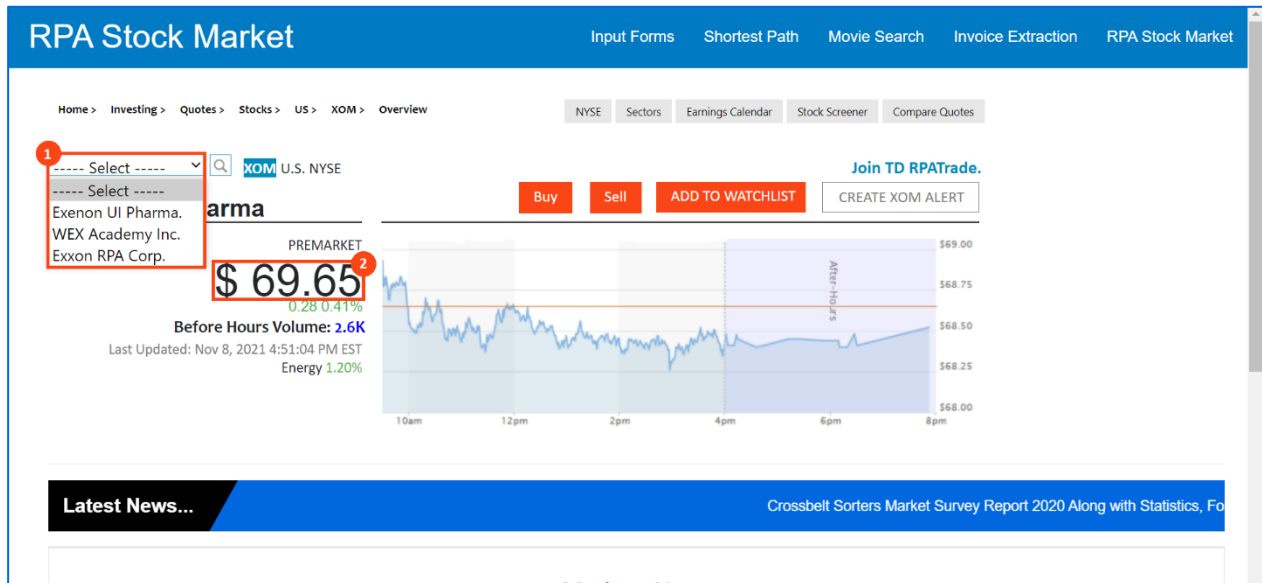 RPA Stock Market
Input Forms Shortest Path Movie Search Invoice Extraction RPA Stock Market
Home > Investing > Quotes > Stocks > US > XOM > Overview
NYSE Sectors Earnings Calendar Stock Screener Compare Quotes
1
----- Select -----
XOM U.S. NYSE
Join TD RPATrade.
----- Select -----
Exenon UI Pharma.
WEX Academy Inc.
Exxon RPA Corp.
arma
Buy Sell ADD TO WATCHLIST CREATE XOM ALERT
PREMARKET
2
$ 69.65
0.28 0.41%
Before Hours Volume: 2.6K
Last Updated: Nov 8, 2021 4:51:04 PM EST
Energy 1.20%
$69.00
$68.75
$68.50
$68.25
$68.00
After-Hours
10am 12pm 2pm 4pm 6pm 8pm
Latest News...
Crossbelt Sorters Market Survey Report 2020 Along with Statistics, Fo